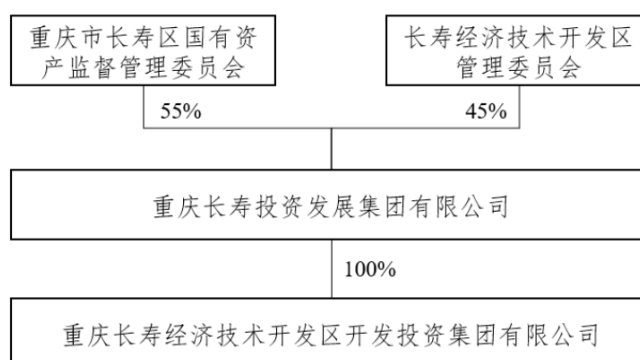 重庆市长寿区国有资
产监督管理委员会
长寿经济技术开发区
管理委员会
55%
45%
重庆长寿投资发展集团有限公司
100%
重庆长寿经济技术开发区开发投资集团有限公司